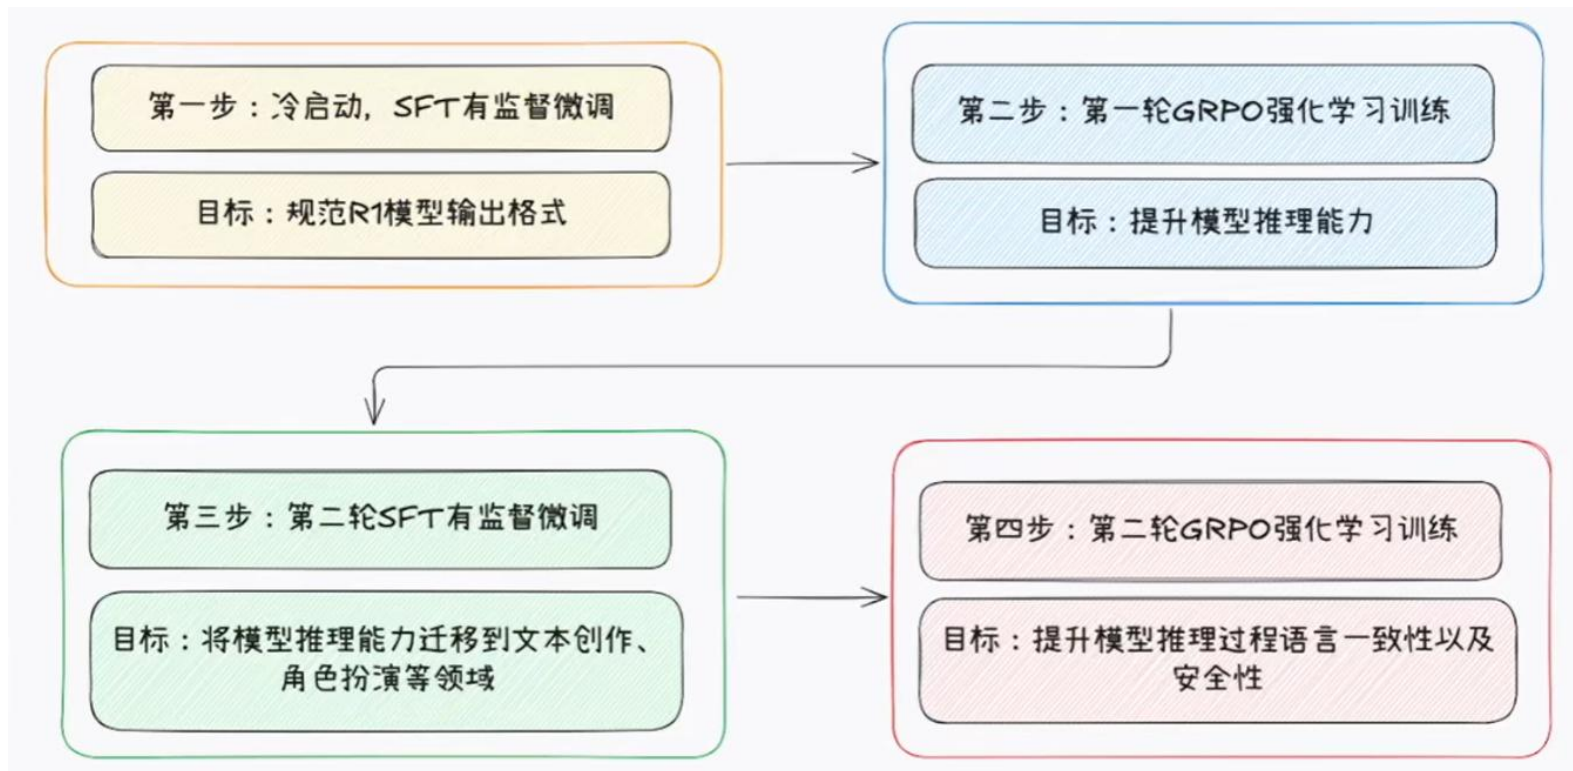 第一步：冷启动，SFT有监督微调
目标：规范R1模型输出格式
第二步：第一轮GRPO强化学习训练
目标：提升模型推理能力
第三步：第二轮SFT有监督微调
目标：将模型推理能力迁移到文本创作、
角色扮演等领域
第四步：第二轮GRPO强化学习训练
目标：提升模型推理过程语言一致性以及
安全性